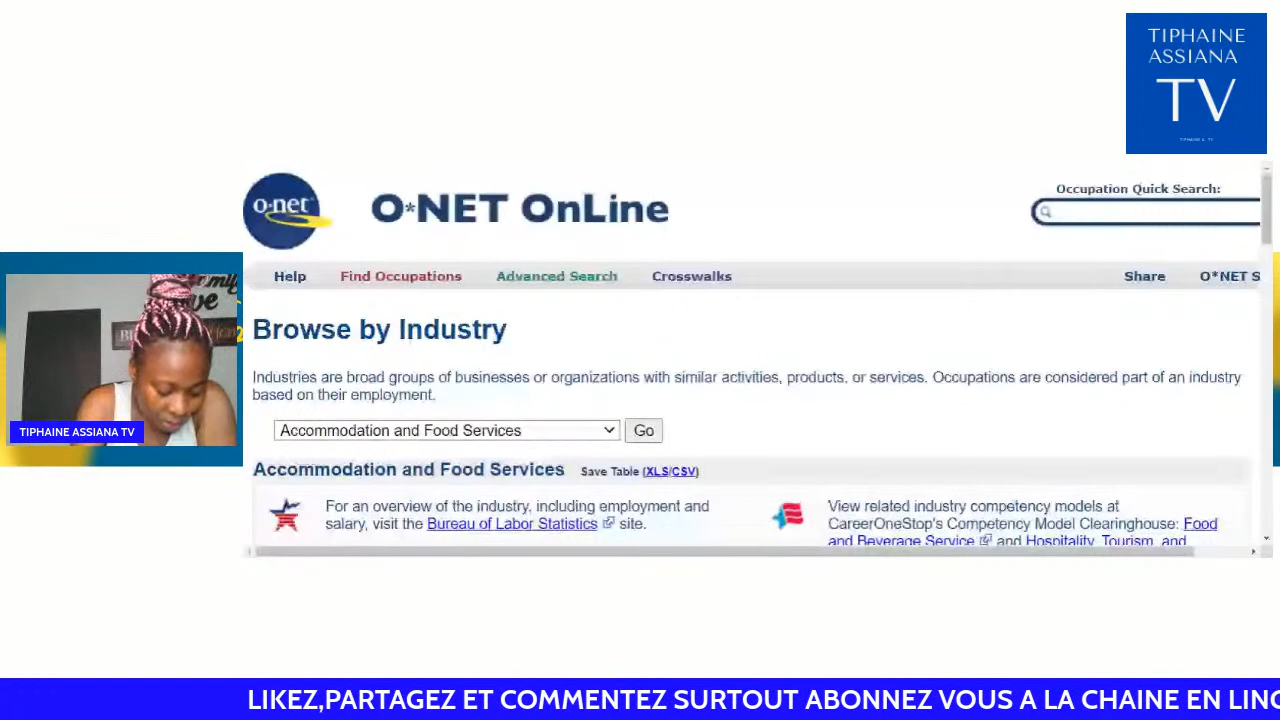 TIPHAINE
ASSIANA
TV
TIPHAINE A. TV
o·net
O*NET OnLine
Occupation Quick Search:
Help Find Occupations Advanced Search Crosswalks Share O*NET S
Browse by Industry
Industries are broad groups of businesses or organizations with similar activities, products, or services. Occupations are considered part of an industry
based on their employment.
Accommodation and Food Services Go
Accommodation and Food Services Save Table (XLS/CSV)
For an overview of the industry, including employment and
salary, visit the Bureau of Labor Statistics site.
View related industry competency models at
CareerOneStop's Competency Model Clearinghouse: Food
and Beverage Service and Hospitality, Tourism, and
TIPHAINE ASSIANA TV
LIKEZ,PARTAGEZ ET COMMENTEZ SURTOUT ABONNEZ VOUS A LA CHAINE EN